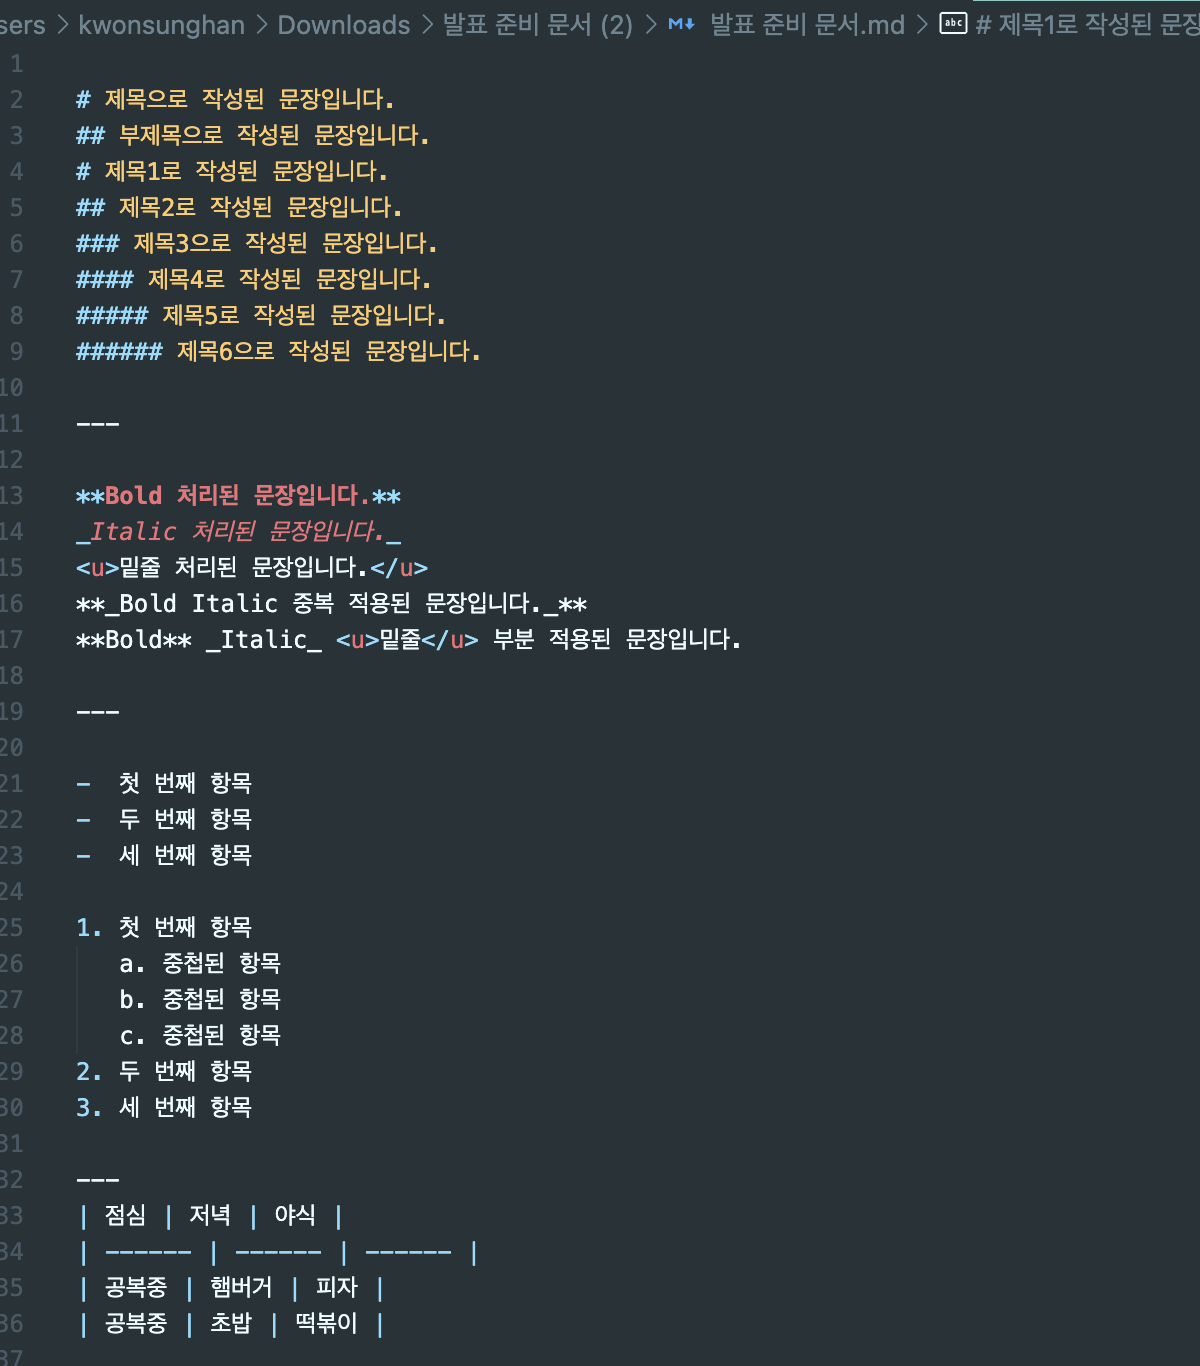 sers > kwonsunghan > Downloads > 발표 준비 문서 (2) > M↓ 발표 준비 문서.md > abc # 제목1로 작성된 문장
1
2 # 제목으로 작성된 문장입니다.
3 ## 부제목으로 작성된 문장입니다.
4 # 제목1로 작성된 문장입니다.
5 ## 제목2로 작성된 문장입니다.
6 ### 제목3으로 작성된 문장입니다.
7 #### 제목4로 작성된 문장입니다.
8 ##### 제목5로 작성된 문장입니다.
9 ###### 제목6으로 작성된 문장입니다.
10
11 ---
12
13 **Bold 처리된 문장입니다.**
14 _Italic 처리된 문장입니다._
15 <u>밑줄 처리된 문장입니다.</u>
16 **_Bold Italic 중복 적용된 문장입니다._**
17 **Bold** _Italic_ <u>밑줄</u> 부분 적용된 문장입니다.
18
19 ---
20
21 -  첫 번째 항목
22 -  두 번째 항목
23 -  세 번째 항목
24
25 1. 첫 번째 항목
26    a. 중첩된 항목
27    b. 중첩된 항목
28    c. 중첩된 항목
29 2. 두 번째 항목
30 3. 세 번째 항목
31
32 ---
33 | 점심 | 저녁 | 야식 |
34 | ------ | ------ | ------ |
35 | 공복중 | 햄버거 | 피자 |
36 | 공복중 | 초밥 | 떡볶이 |
37